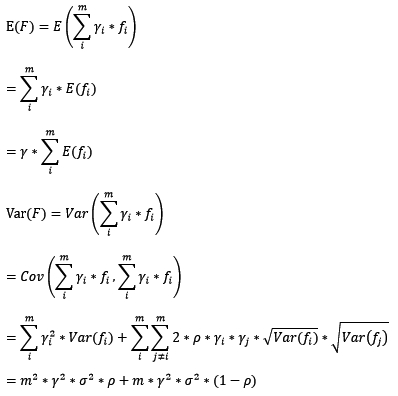 E(F) = E(∑_i^m γ_i * f_i)
= ∑_i^m γ_i * E(f_i)
= γ * ∑_i^m E(f_i)
Var(F) = Var(∑_i^m γ_i * f_i)
= Cov(∑_i^m γ_i * f_i , ∑_i^m γ_i * f_i)
= ∑_i^m γ_i^2 * Var(f_i) + ∑_i^m ∑_{j≠i}^m 2 * ρ * γ_i * γ_j * √Var(f_i) * √Var(f_j)
= m^2 * γ^2 * σ^2 * ρ + m * γ^2 * σ^2 * (1 − ρ)